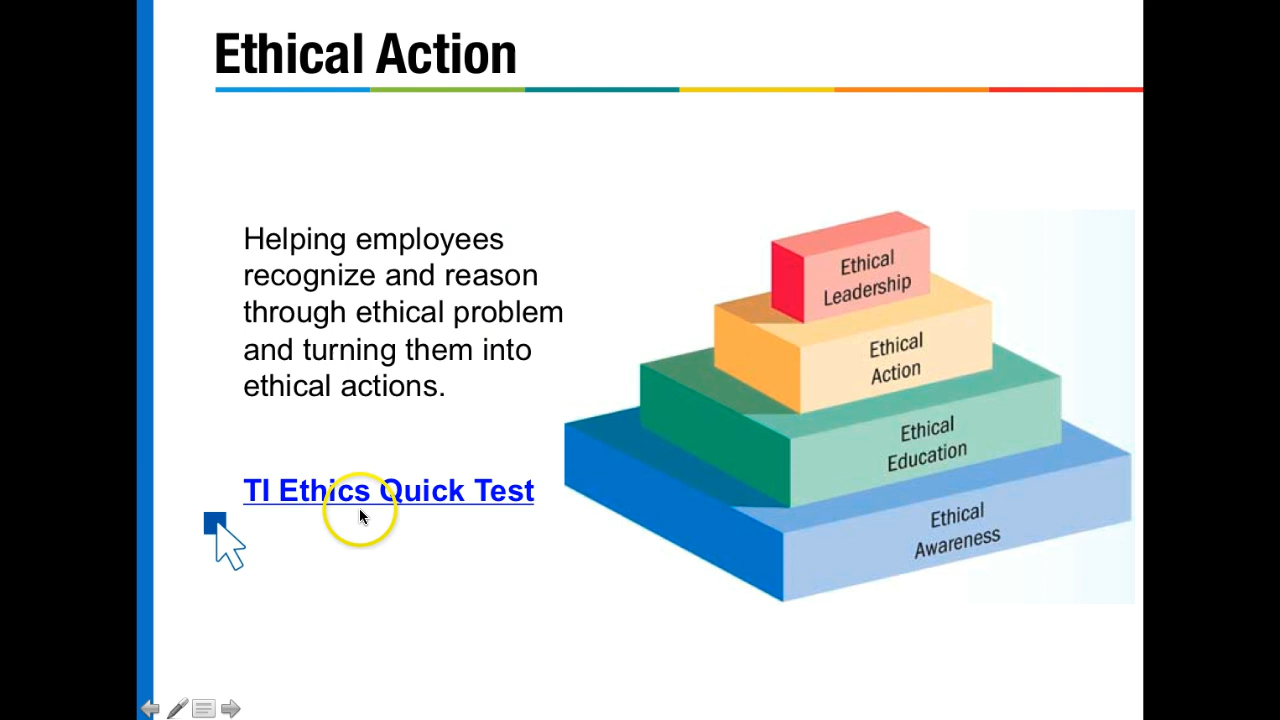 Ethical Action
Helping employees
recognize and reason
through ethical problem
and turning them into
ethical actions.
TI Ethics Quick Test
Ethical
Leadership
Ethical
Action
Ethical
Education
Ethical
Awareness